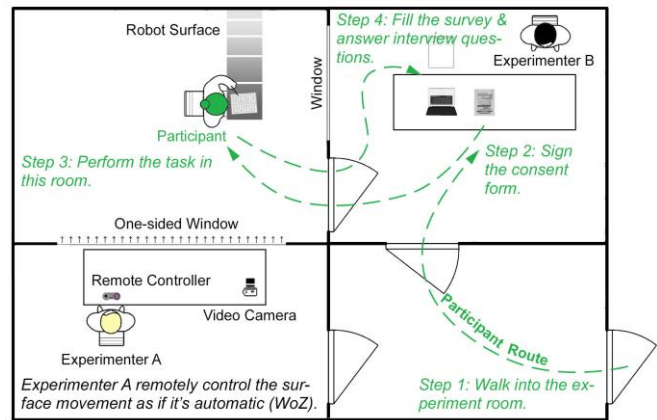 Robot Surface
Participant
Step 3: Perform the task in
this room.
Window
Step 4: Fill the survey &
answer interview ques-
tions.
Experimenter B
Step 2: Sign
the consent
form.
One-sided Window
Remote Controller
Video Camera
Experimenter A
Experimenter A remotely control the sur-
face movement as if it's automatic (WoZ).
Participant Route
Step 1: Walk into the ex-
periment room.